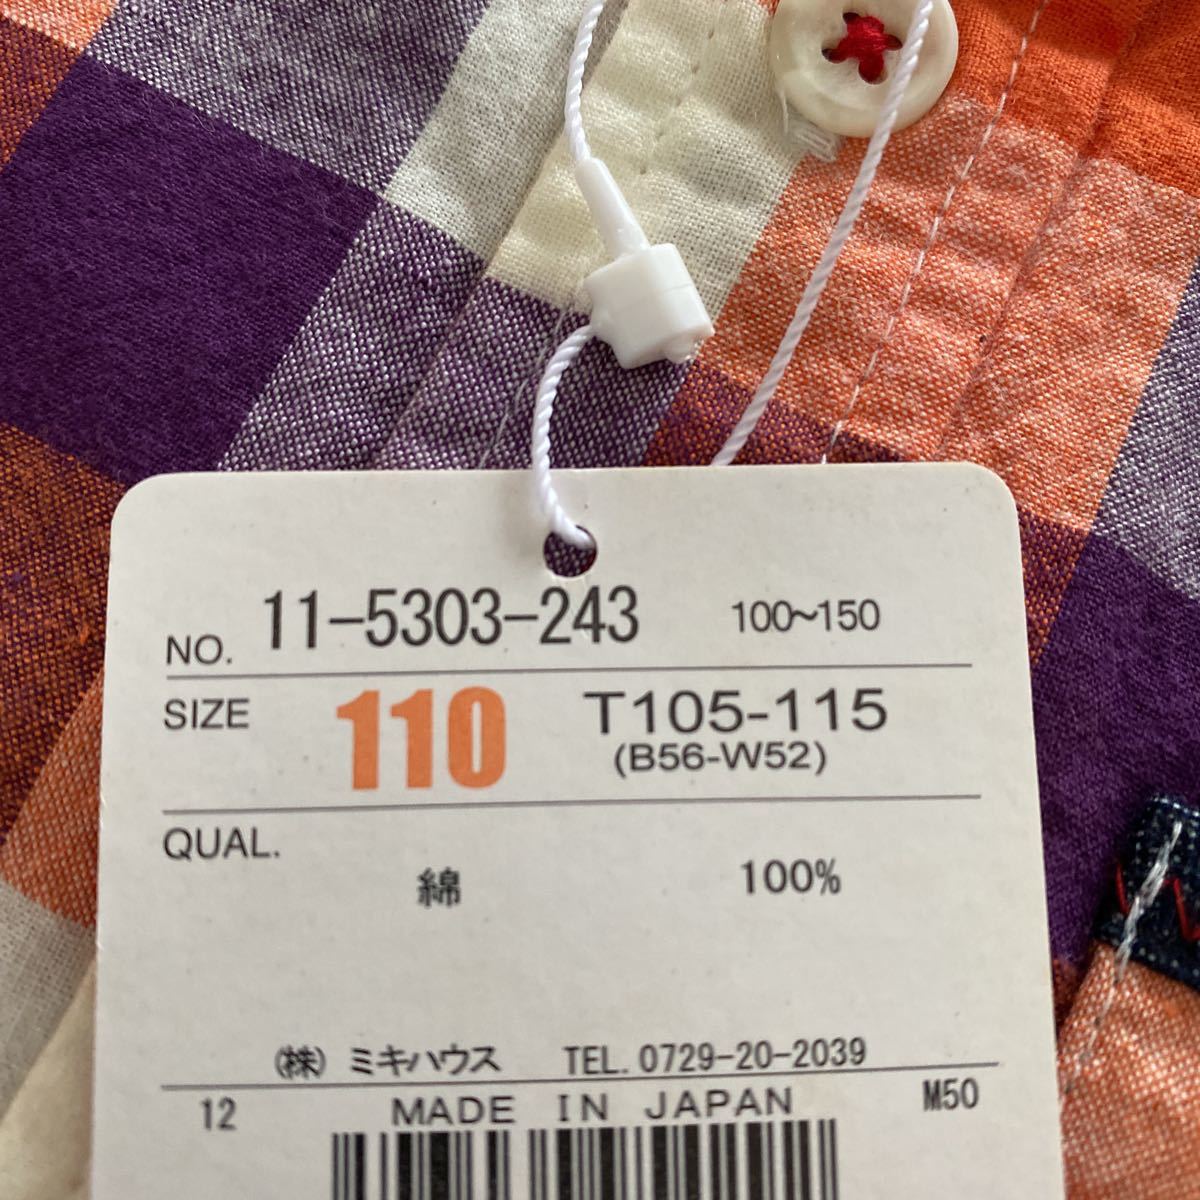 NO. 11-5303-243 100~150
SIZE 110 T105-115
(B56-W52)
QUAL.
綿 100%
(株) ミキハウス TEL. 0729-20-2039
12 MADE IN JAPAN M50